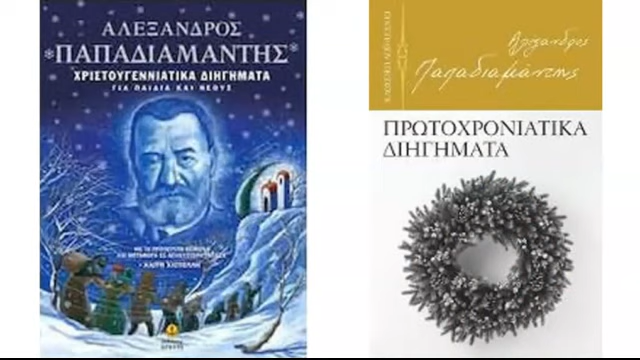 ΑΛΕΞΑΝΔΡΟΣ
ΠΑΠΑΔΙΑΜΑΝΤΗΣ
ΧΡΙΣΤΟΥΓΕΝΝΙΑΤΙΚΑ ΔΙΗΓΗΜΑΤΑ
ΓΙΑ ΠΑΙΔΙΑ ΚΑΙ ΝΕΟΥΣ
Αλέξανδρος
Παπαδιαμάντης
ΠΡΩΤΟΧΡΟΝΙΑΤΙΚΑ
ΔΙΗΓΗΜΑΤΑ